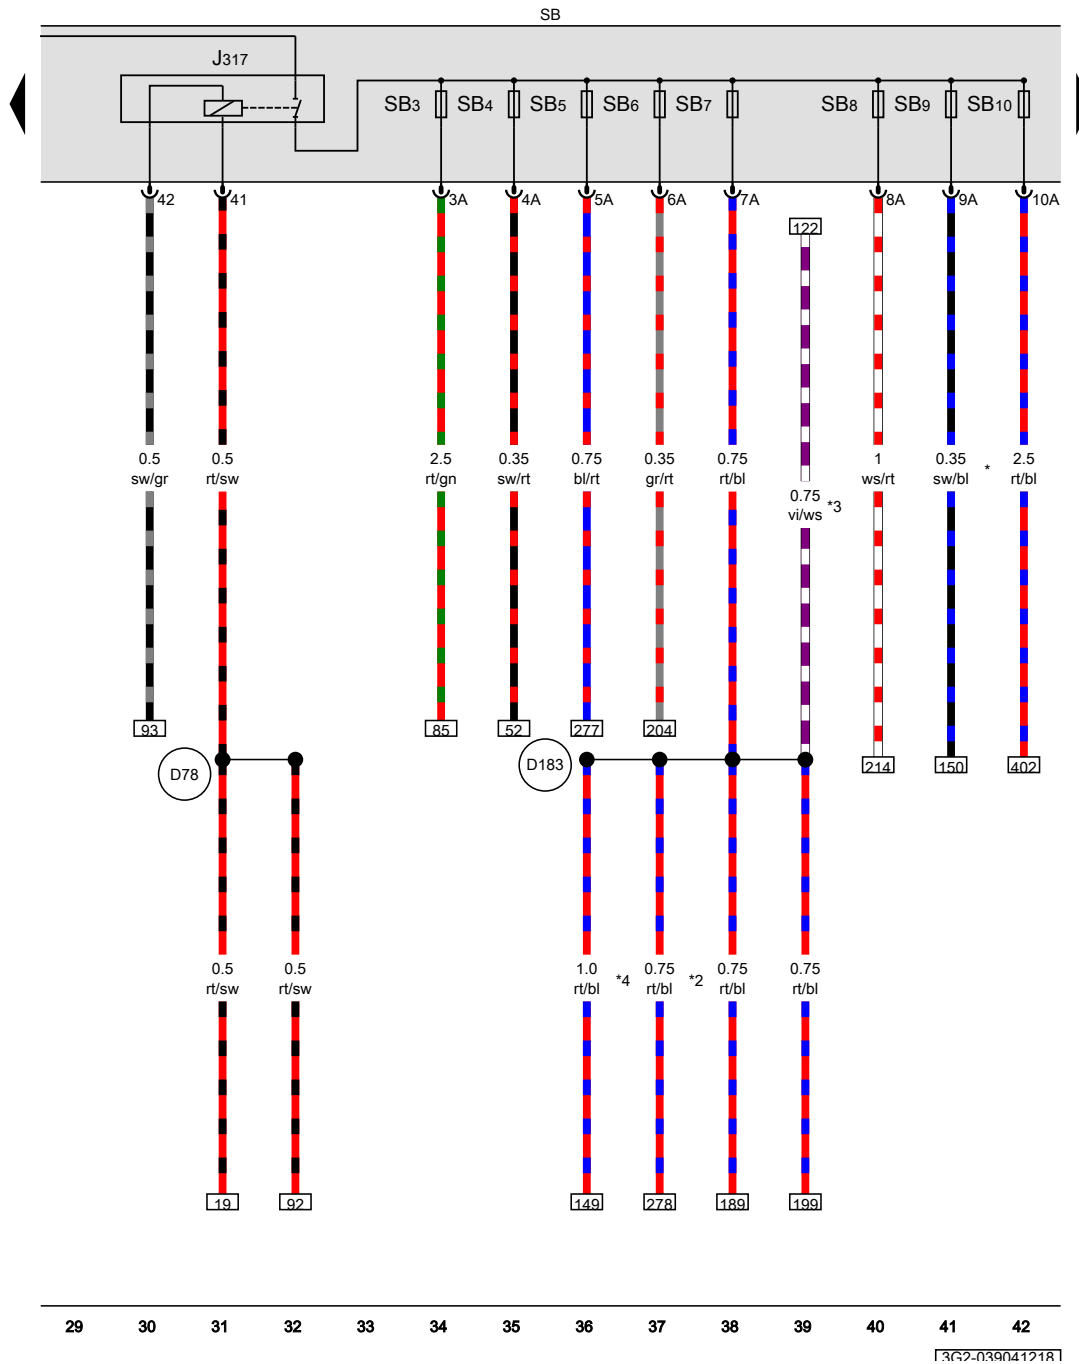 SB
J317
SB3 SB4 SB5 SB6 SB7 SB8 SB9 SB10
42 41 3A 4A 5A 6A 7A 8A 9A 10A
122
0.5 0.5 2.5 0.35 0.75 0.35 0.75 1 0.35 * 2.5
sw/gr rt/sw rt/gn sw/rt bl/rt gr/rt rt/bl ws/rt sw/bl rt/bl
0.75 *3
vi/ws
93 85 52 277 204
D78 D183
214 150 402
0.5 0.5 1.0 *4 0.75 *2 0.75 0.75
rt/sw rt/sw rt/bl rt/bl rt/bl rt/bl
19 92 149 278 189 199
29 30 31 32 33 34 35 36 37 38 39 40 41 42
3G2-039041218